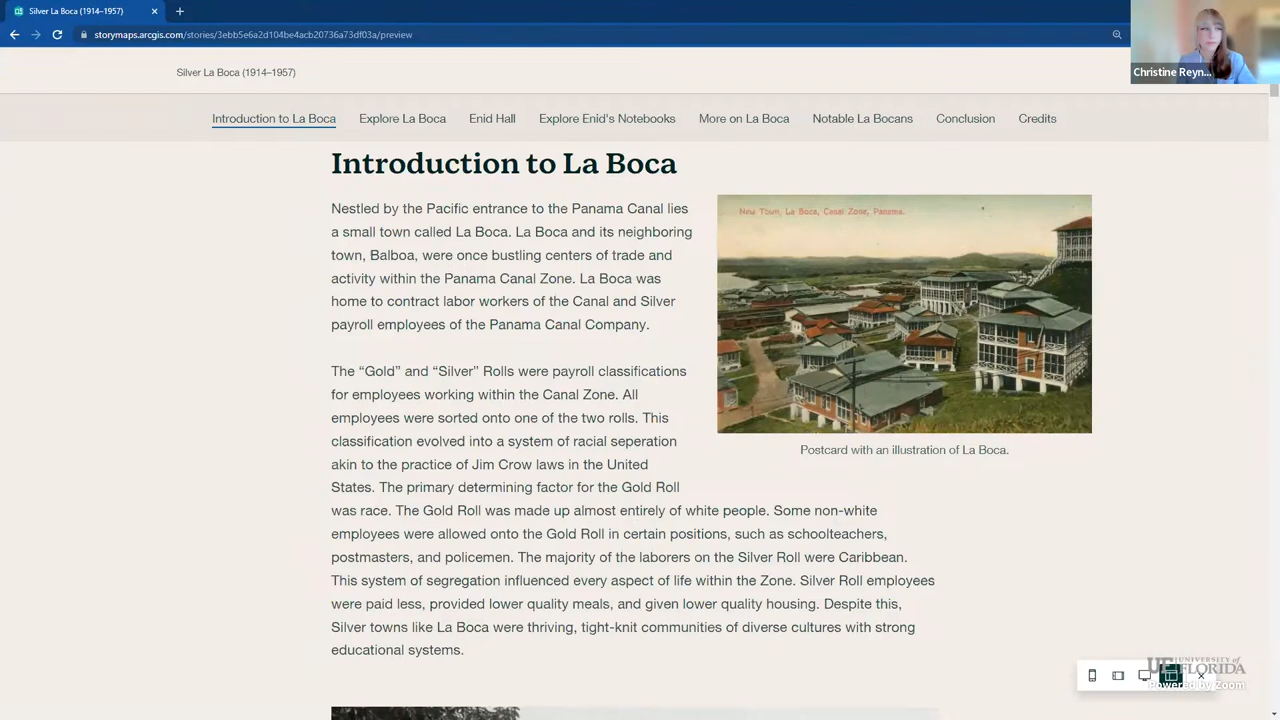 Silver La Boca (1914–1957)
storymaps.arcgis.com/stories/3ebb5e6a2d104be4acb20736a73df03a/preview
Christine Reyn...
Silver La Boca (1914–1957)
Introduction to La Boca
Explore La Boca
Enid Hall
Explore Enid's Notebooks
More on La Boca
Notable La Bocans
Conclusion
Credits
Introduction to La Boca
Nestled by the Pacific entrance to the Panama Canal lies
a small town called La Boca. La Boca and its neighboring
town, Balboa, were once bustling centers of trade and
activity within the Panama Canal Zone. La Boca was
home to contract labor workers of the Canal and Silver
payroll employees of the Panama Canal Company.
New Town, La Boca, Canal Zone, Panama.
Postcard with an illustration of La Boca.
The “Gold” and “Silver” Rolls were payroll classifications
for employees working within the Canal Zone. All
employees were sorted onto one of the two rolls. This
classification evolved into a system of racial seperation
akin to the practice of Jim Crow laws in the United
States. The primary determining factor for the Gold Roll
was race. The Gold Roll was made up almost entirely of white people. Some non-white
employees were allowed onto the Gold Roll in certain positions, such as schoolteachers,
postmasters, and policemen. The majority of the laborers on the Silver Roll were Caribbean.
This system of segregation influenced every aspect of life within the Zone. Silver Roll employees
were paid less, provided lower quality meals, and given lower quality housing. Despite this,
Silver towns like La Boca were thriving, tight-knit communities of diverse cultures with strong
educational systems.
UF UNIVERSITY of
FLORIDA
Powered by Zoom